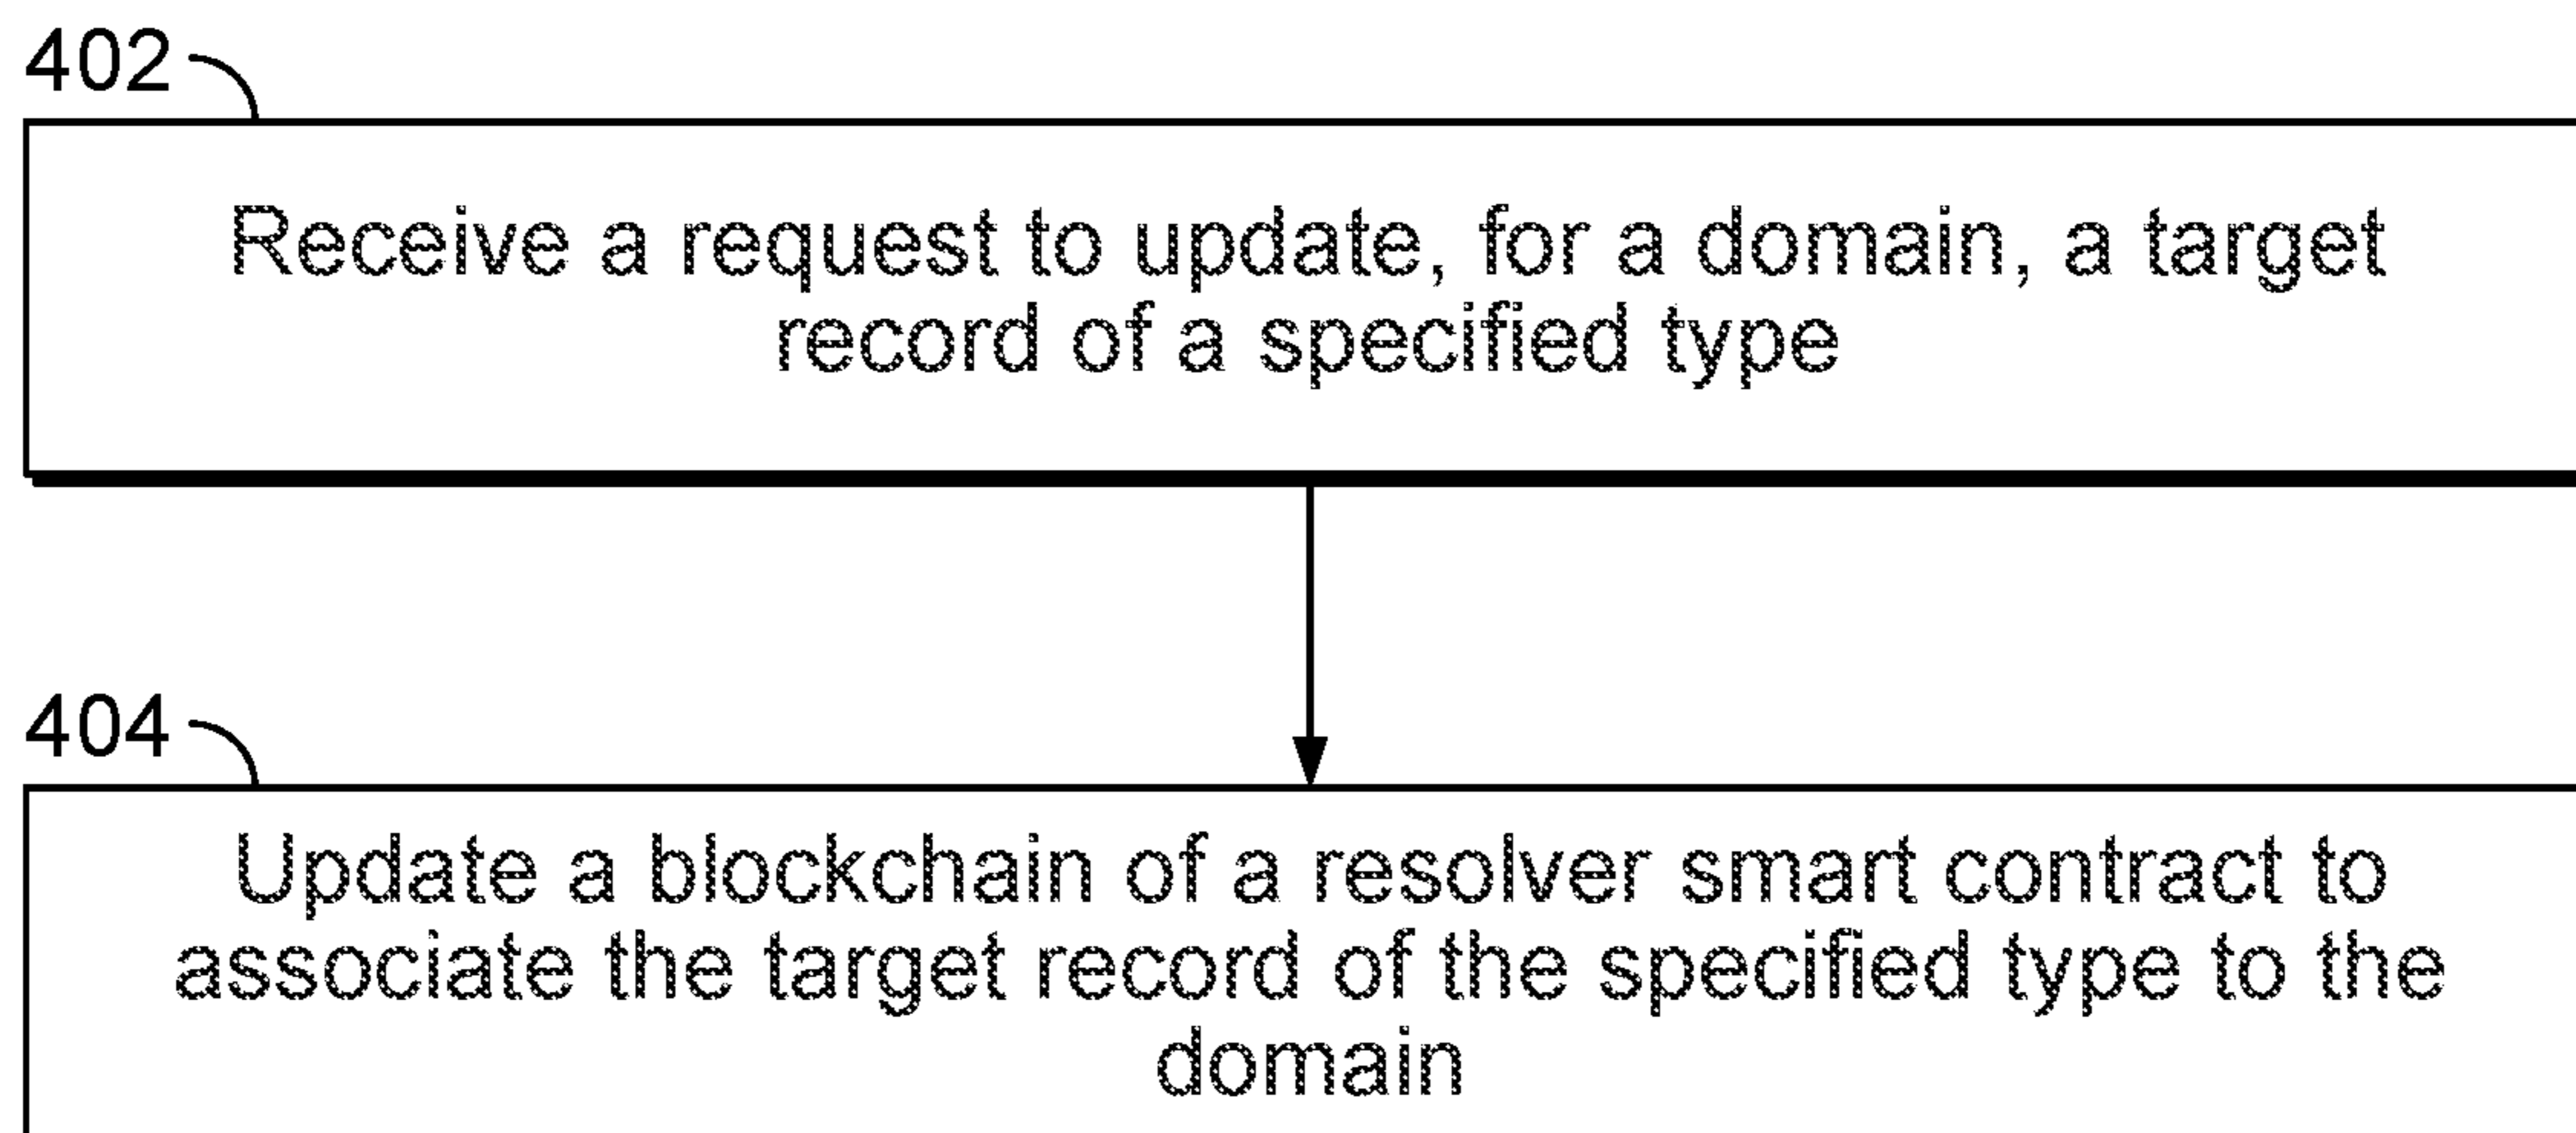 402
Receive a request to update, for a domain, a target
record of a specified type
404
Update a blockchain of a resolver smart contract to
associate the target record of the specified type to the
domain